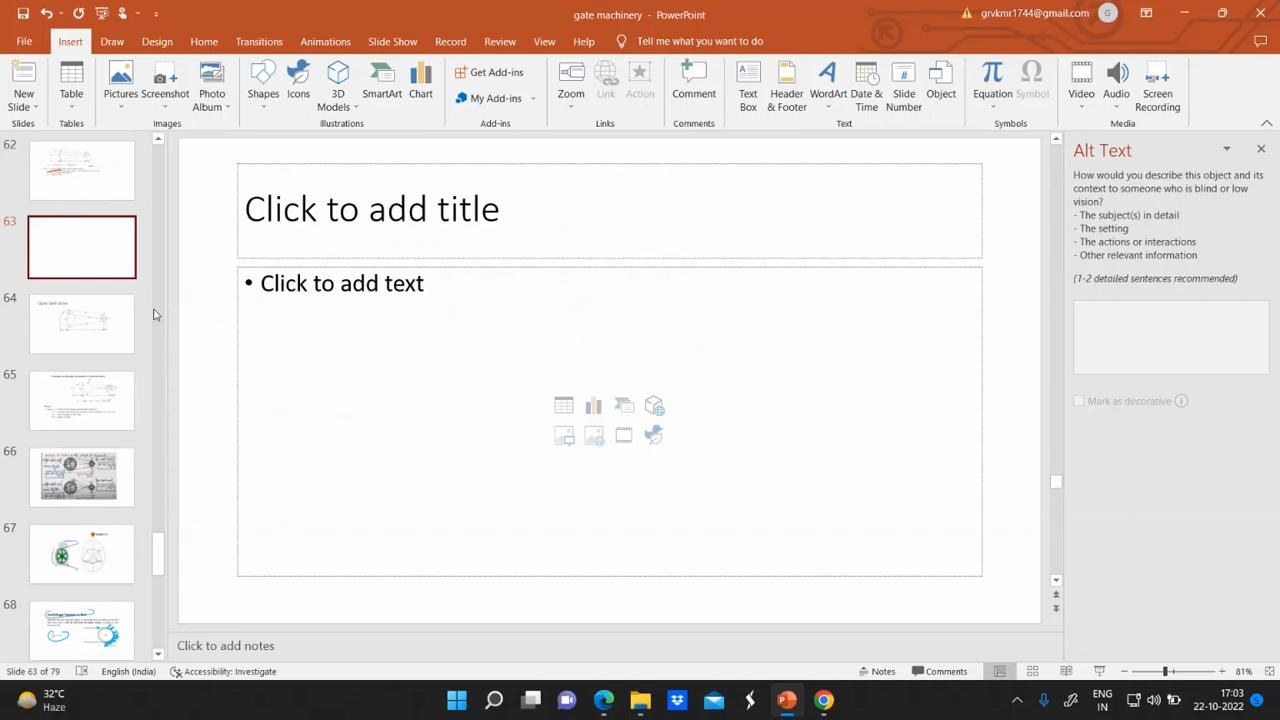 gate machinery - PowerPoint
grvkmr1744@gmail.com
G
File Insert Draw Design Home Transitions Animations Slide Show Record Review View Help Tell me what you want to do
New Slide
Table
Pictures
Screenshot
Photo Album
Shapes
Icons
3D Models
SmartArt
Chart
Get Add-ins
My Add-ins
Zoom
Link
Action
Comment
Text Box
Header & Footer
WordArt
Date & Time
Slide Number
Object
Equation
Symbol
Video
Audio
Screen Recording
Slides Tables Images Illustrations Add-ins Links Comments Text Symbols Media
62
63
64
65
66
67
68
Click to add title
• Click to add text
Click to add notes
Alt Text
How would you describe this object and its
context to someone who is blind or low
vision?
- The subject(s) in detail
- The setting
- The actions or interactions
- Other relevant information
(1-2 detailed sentences recommended)
Mark as decorative
Slide 63 of 79 English (India) Accessibility: Investigate Notes Comments 81%
32°C
Haze
ENG
IN
17:03
22-10-2022
5